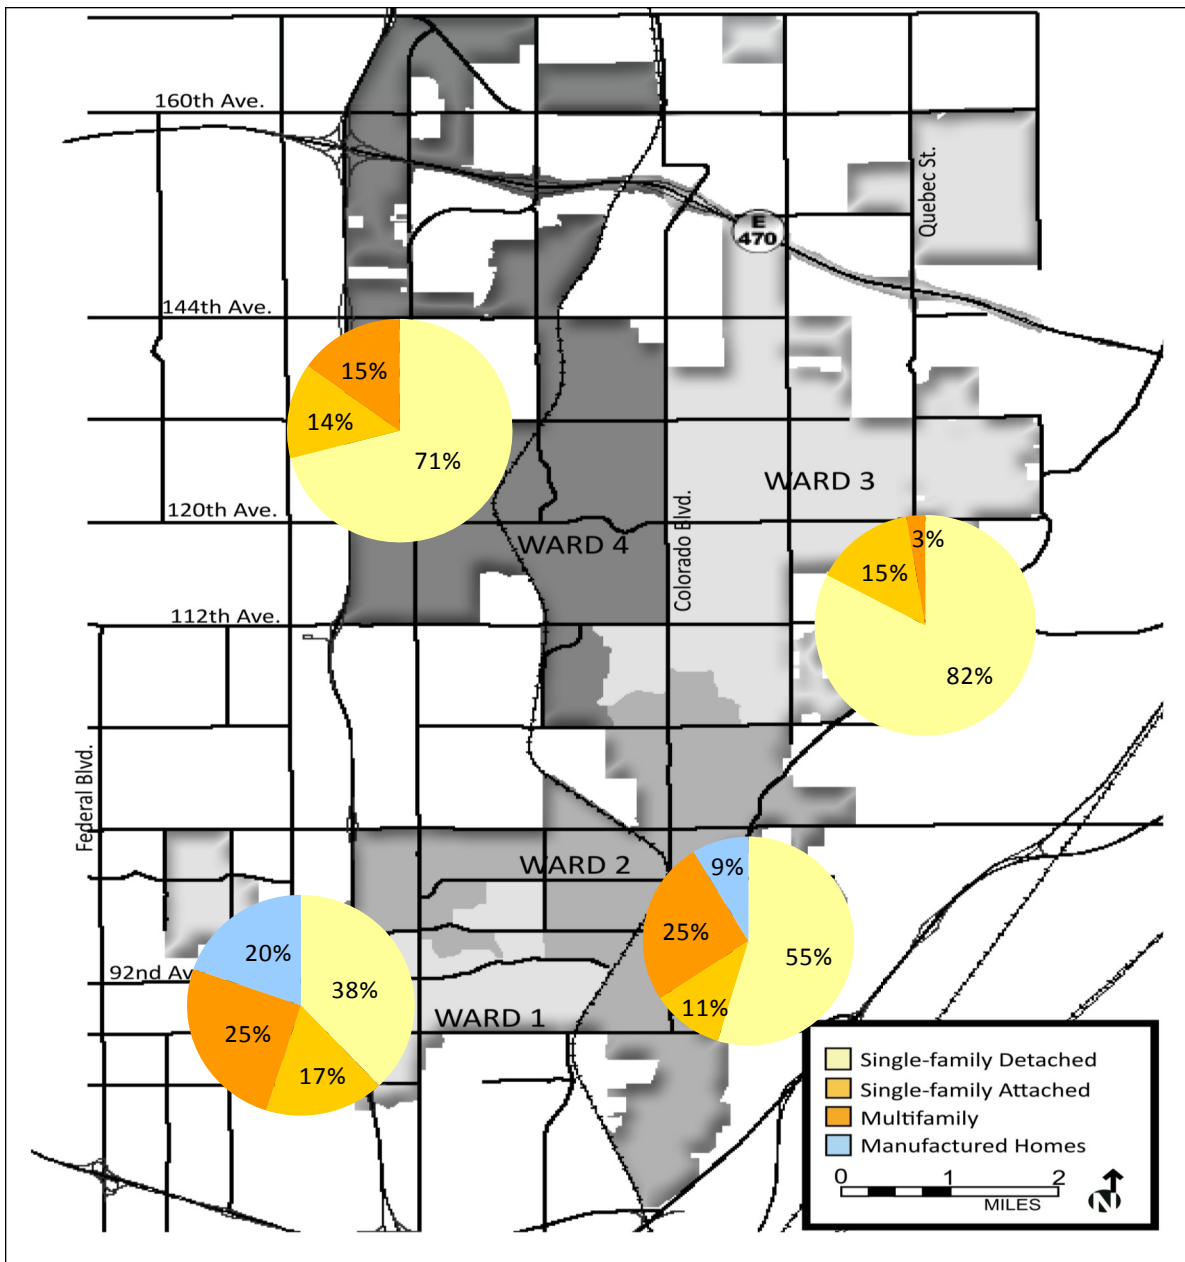 160th Ave.
Quebec St.
E
470
144th Ave.
15%
14%
71%
WARD 3
120th Ave.
Colorado Blvd.
WARD 4
3%
15%
82%
112th Ave.
Federal Blvd.
WARD 2
9%
25%
55%
11%
20%
38%
92nd Av
25%
17%
WARD 1
Single-family Detached
Single-family Attached
Multifamily
Manufactured Homes
0 1 2
MILES
N